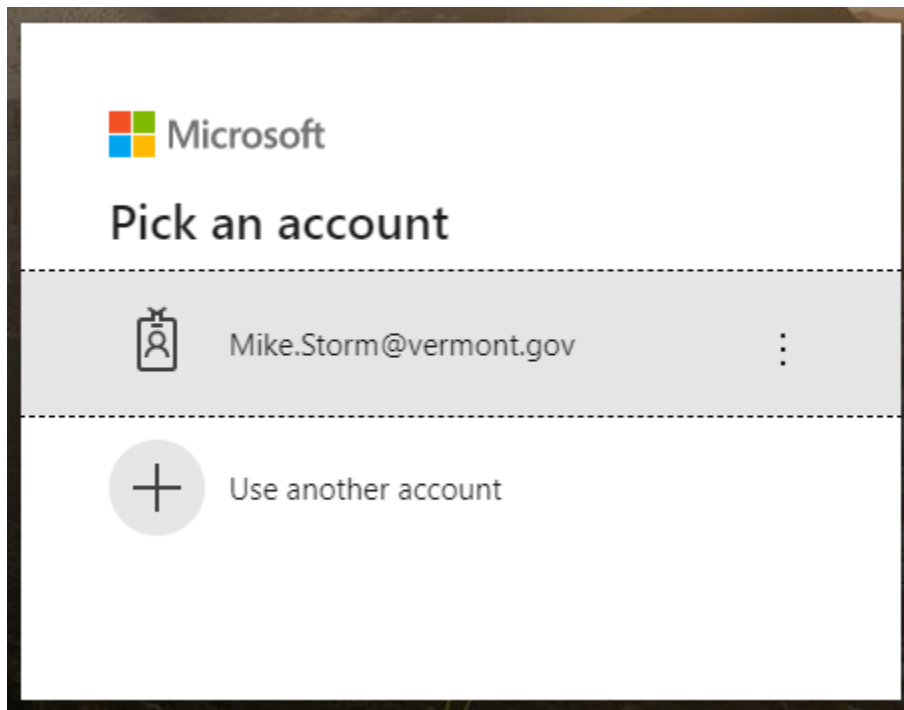 Microsoft
Pick an account
Mike.Storm@vermont.gov
Use another account